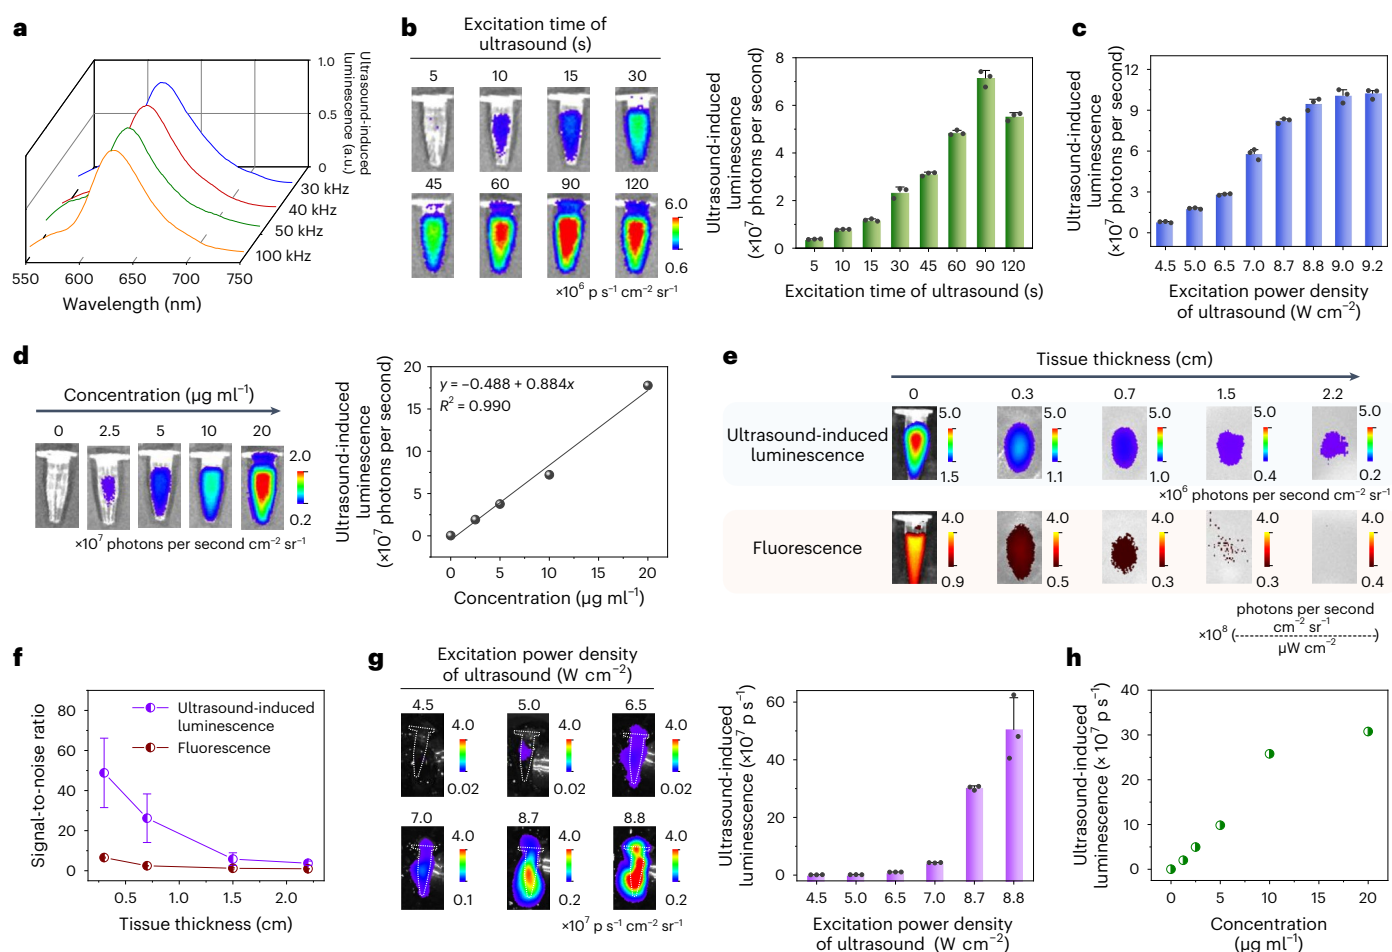 a
1.0
0.5
0
Ultrasound-induced
luminescence (a.u.)
30 kHz
40 kHz
50 kHz
100 kHz
550
600
650
700
750
Wavelength (nm)
b
Excitation time of
ultrasound (s)
5
10
15
30
45
60
90
120
6.0
0.6
×10⁶ p s⁻¹ cm⁻² sr⁻¹
Ultrasound-induced
luminescence
(×10⁷ photons per second)
8
6
4
2
0
5
10
15
30
45
60
90
120
Excitation time of ultrasound (s)
c
Ultrasound-induced
luminescence
(×10⁷ photons per second)
12
9
6
3
0
4.5
5.0
6.5
7.0
8.7
8.8
9.0
9.2
Excitation power density
of ultrasound (W cm⁻²)
d
Concentration (µg ml⁻¹)
0
2.5
5
10
20
2.0
0.2
×10⁷ photons per second cm⁻² sr⁻¹
Ultrasound-induced
luminescence
(×10⁷ photons per second)
20
15
10
5
0
y = −0.488 + 0.884x
R² = 0.990
0
5
10
15
20
Concentration (µg ml⁻¹)
e
Tissue thickness (cm)
0
0.3
0.7
1.5
2.2
Ultrasound-induced
luminescence
5.0
1.5
5.0
1.1
5.0
1.0
5.0
0.4
5.0
0.2
×10⁶ photons per second cm⁻² sr⁻¹
Fluorescence
4.0
0.9
4.0
0.5
4.0
0.3
4.0
0.3
4.0
0.4
photons per second
cm⁻² sr⁻¹
×10⁸ (----------------------)
µW cm⁻²
f
Signal-to-noise ratio
80
60
40
20
0
Ultrasound-induced
luminescence
Fluorescence
0.5
1.0
1.5
2.0
Tissue thickness (cm)
g
Excitation power density
of ultrasound (W cm⁻²)
4.5
5.0
6.5
4.0
0.02
4.0
0.02
4.0
0.02
7.0
8.7
8.8
4.0
0.1
4.0
0.2
4.0
0.2
×10⁷ p s⁻¹ cm⁻² sr⁻¹
Ultrasound-induced
luminescence (×10⁷ p s⁻¹)
60
40
20
0
4.5
5.0
6.5
7.0
8.7
8.8
Excitation power density
of ultrasound (W cm⁻²)
h
Ultrasound-induced
luminescence (× 10⁷ p s⁻¹)
40
30
20
10
0
0
5
10
15
20
Concentration
(µg ml⁻¹)